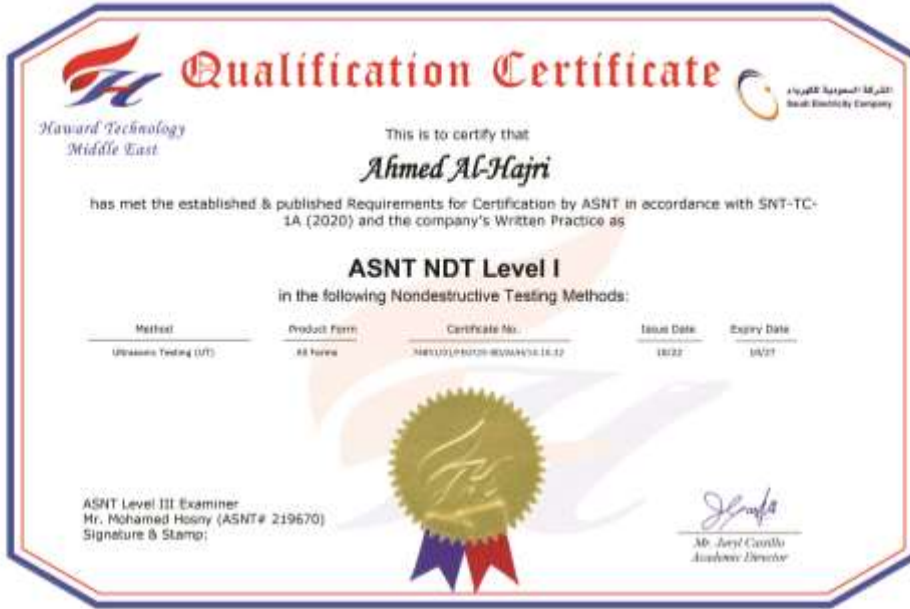 Qualification Certificate
Haward Technology
Middle East
الشركة السعودية للكهرباء
Saudi Electricity Company
This is to certify that
Ahmed Al-Hajri
has met the established & published Requirements for Certification by ASNT in accordance with SNT-TC-
1A (2020) and the company's Written Practice as
ASNT NDT Level I
in the following Nondestructive Testing Methods:
Method Product Form Certificate No. Issue Date Expiry Date
Ultrasonic Testing (UT) All Forms 10/22 10/27
ASNT Level III Examiner
Mr. Mohamed Hosny (ASNT# 219670)
Signature & Stamp:
Mr. Jaryl Castillo
Academic Director